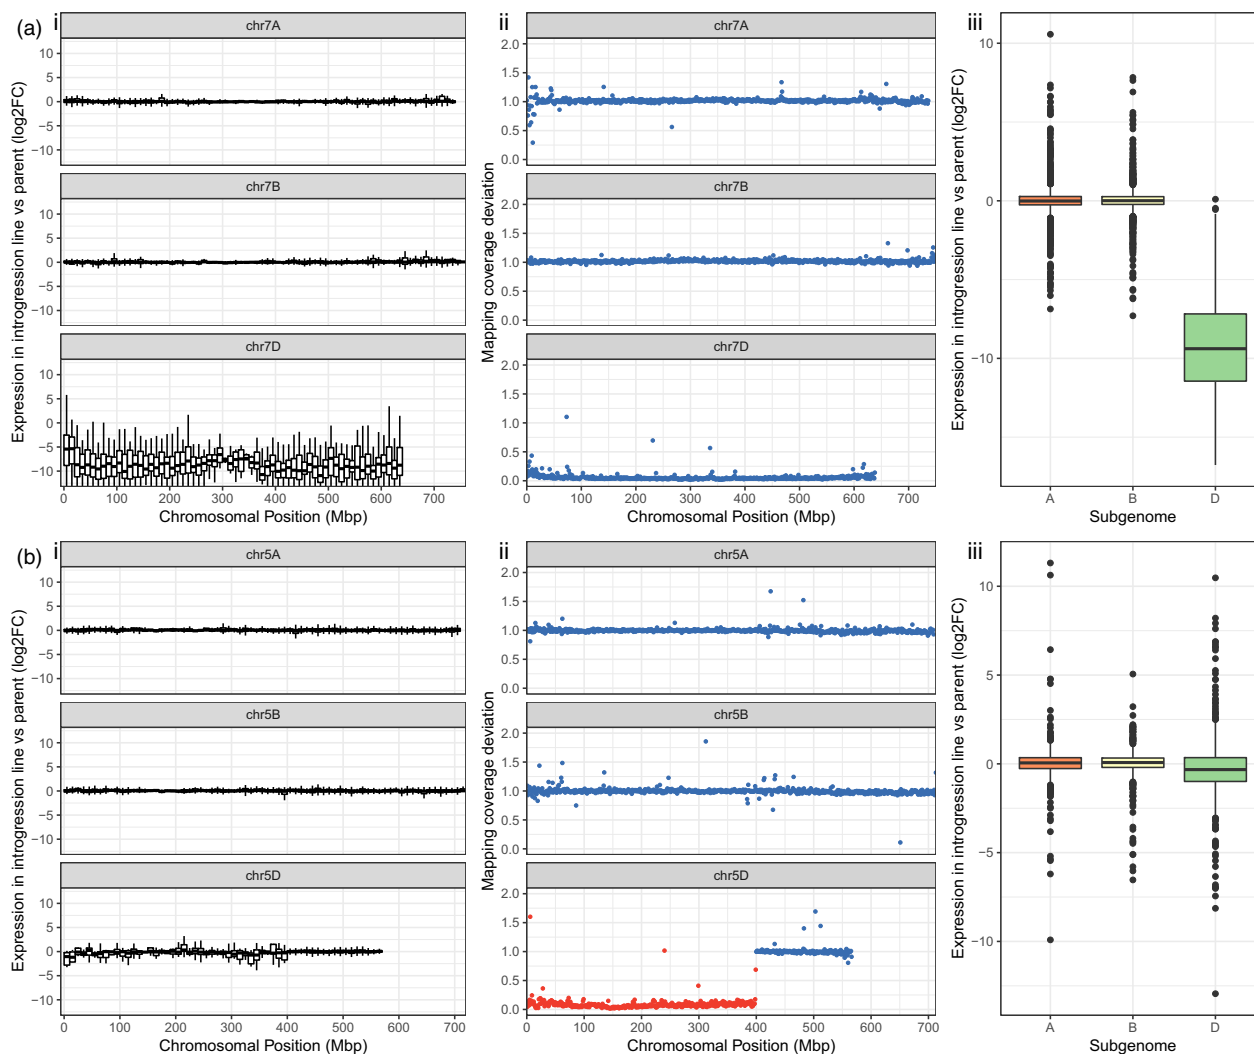 (a)
i
Expression in introgression line vs parent (log2FC)
chr7A
10
5
0
−5
−10
chr7B
10
5
0
−5
−10
chr7D
10
5
0
−5
−10
0 100 200 300 400 500 600 700
Chromosomal Position (Mbp)
ii
Mapping coverage deviation
chr7A
2.0
1.5
1.0
0.5
0.0
chr7B
2.0
1.5
1.0
0.5
0.0
chr7D
2.0
1.5
1.0
0.5
0.0
0 100 200 300 400 500 600 700
Chromosomal Position (Mbp)
iii
Expression in introgression line vs parent (log2FC)
10
0
−10
A B D
Subgenome
(b)
i
Expression in introgression line vs parent (log2FC)
chr5A
10
5
0
−5
−10
chr5B
10
5
0
−5
−10
chr5D
10
5
0
−5
−10
0 100 200 300 400 500 600 700
Chromosomal Position (Mbp)
ii
Mapping coverage deviation
chr5A
2.0
1.5
1.0
0.5
0.0
chr5B
2.0
1.5
1.0
0.5
0.0
chr5D
2.0
1.5
1.0
0.5
0.0
0 100 200 300 400 500 600 700
Chromosomal Position (Mbp)
iii
Expression in introgression line vs parent (log2FC)
10
5
0
−5
−10
A B D
Subgenome